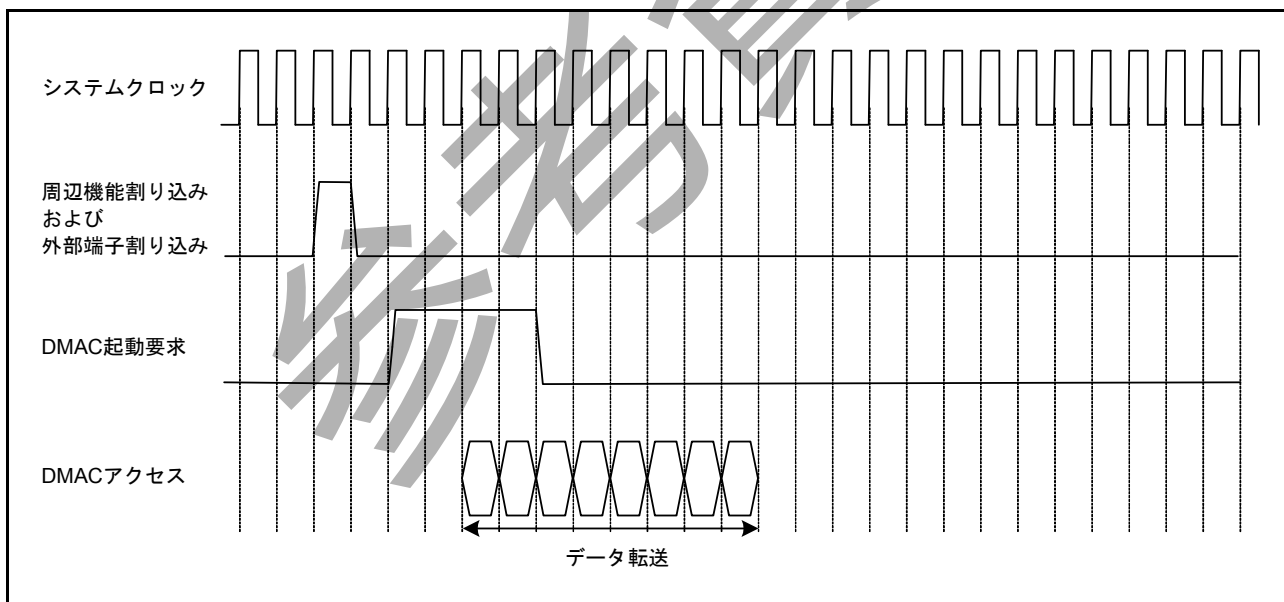 システムクロック
周辺機能割り込み
および
外部端子割り込み
DMAC起動要求
DMACアクセス
データ転送
参考